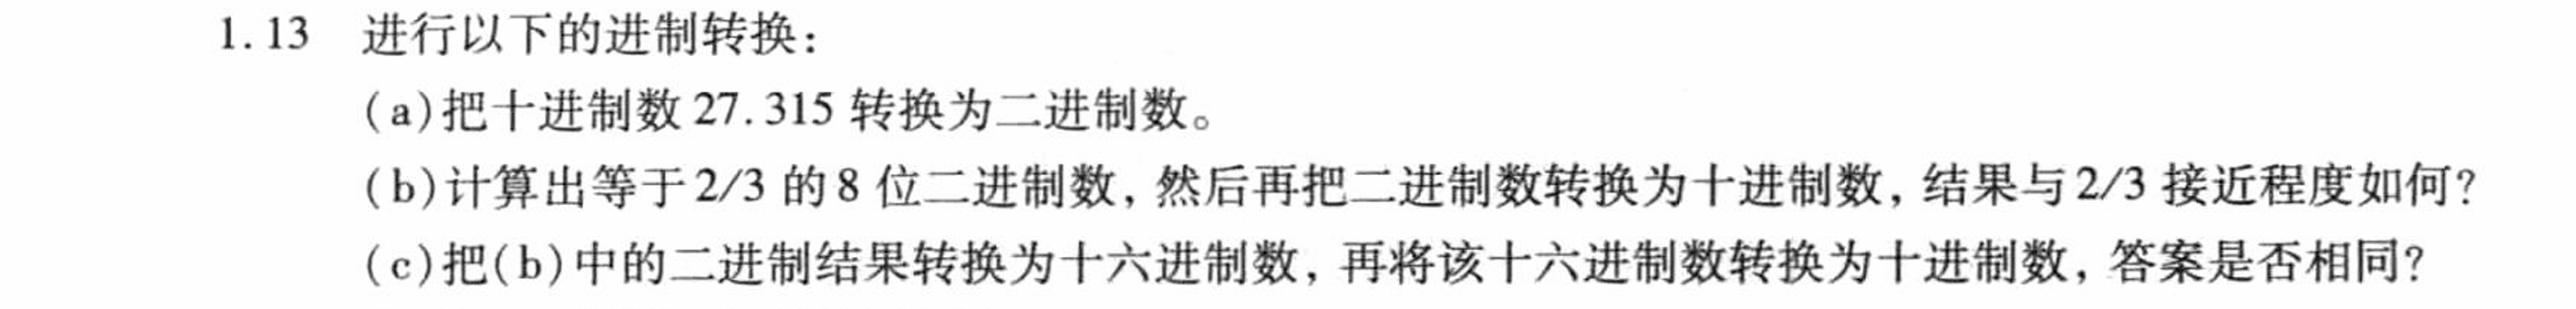 1.13 进行以下的进制转换：
(a)把十进制数 27.315 转换为二进制数。
(b)计算出等于 2/3 的 8 位二进制数，然后再把二进制数转换为十进制数，结果与 2/3 接近程度如何？
(c)把(b)中的二进制结果转换为十六进制数，再将该十六进制数转换为十进制数，答案是否相同？